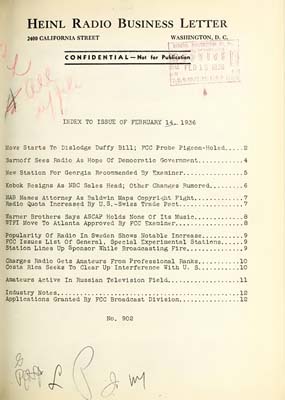 HEINL RADIO BUSINESS LETTER
2400 CALIFORNIA STREET WASHINGTON, D. C.
CONFIDENTIAL—Not for Publication
FEB 15 1936
INDEX TO ISSUE OF FEBRUARY 14, 1936
Move Starts To Dislodge Duffy Bill; FCC Probe Pigeon-Holed.....2
Sarnoff Sees Radio As Hope Of Democratic Government............4
New Station For Georgia Recommended By Examiner................5
Kobak Resigns As NBC Sales Head; Other Changes Rumored.........6
NAB Names Attorney As Baldwin Maps Copyright Fight.............7
Radio Quota Increased By U.S.-Swiss Trade Pact.................7
Warner Brothers Says ASCAP Holds None Of Its Music.............8
WTFI Move To Atlanta Approved By FCC Examiner..................8
Popularity Of Radio In Sweden Shows Notable Increase...........9
FCC Issues List Of General, Special Experimental Stations......9
Station Lines Up Sponsor While Broadcasting Fire...............9
Charges Radio Gets Amateurs From Professional Ranks...........10
Costa Rica Seeks To Clear Up Interference With U. S...........10
Amateurs Active In Russian Television Field...................11
Industry Notes................................................12
Applications Granted By FCC Broadcast Division................12
No. 902